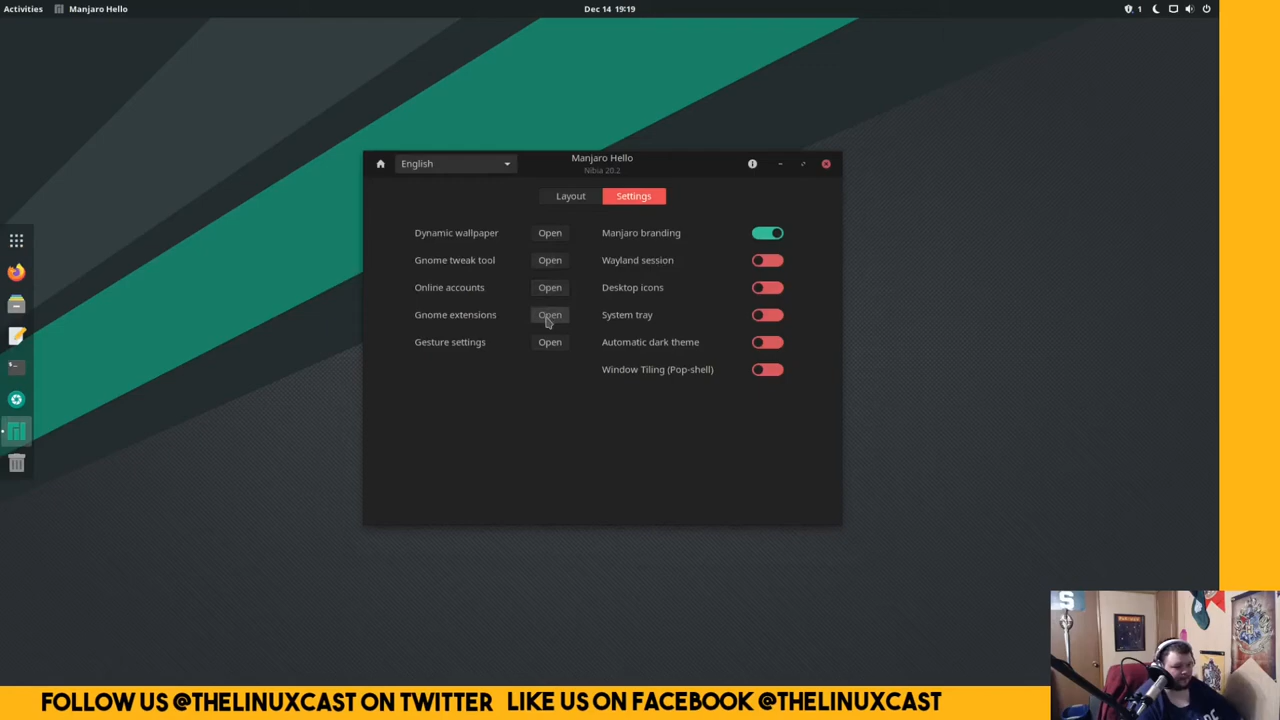 Activities
Manjaro Hello
Dec 14 19:19
1
English
Manjaro Hello
Nibia 20.2
Layout
Settings
Dynamic wallpaper
Open
Manjaro branding
Gnome tweak tool
Open
Wayland session
Online accounts
Open
Desktop icons
Gnome extensions
Open
System tray
Gesture settings
Open
Automatic dark theme
Window Tiling (Pop-shell)
S
FOLLOW US @THELINUXCAST ON TWITTER
LIKE US ON FACEBOOK @THELINUXCAST